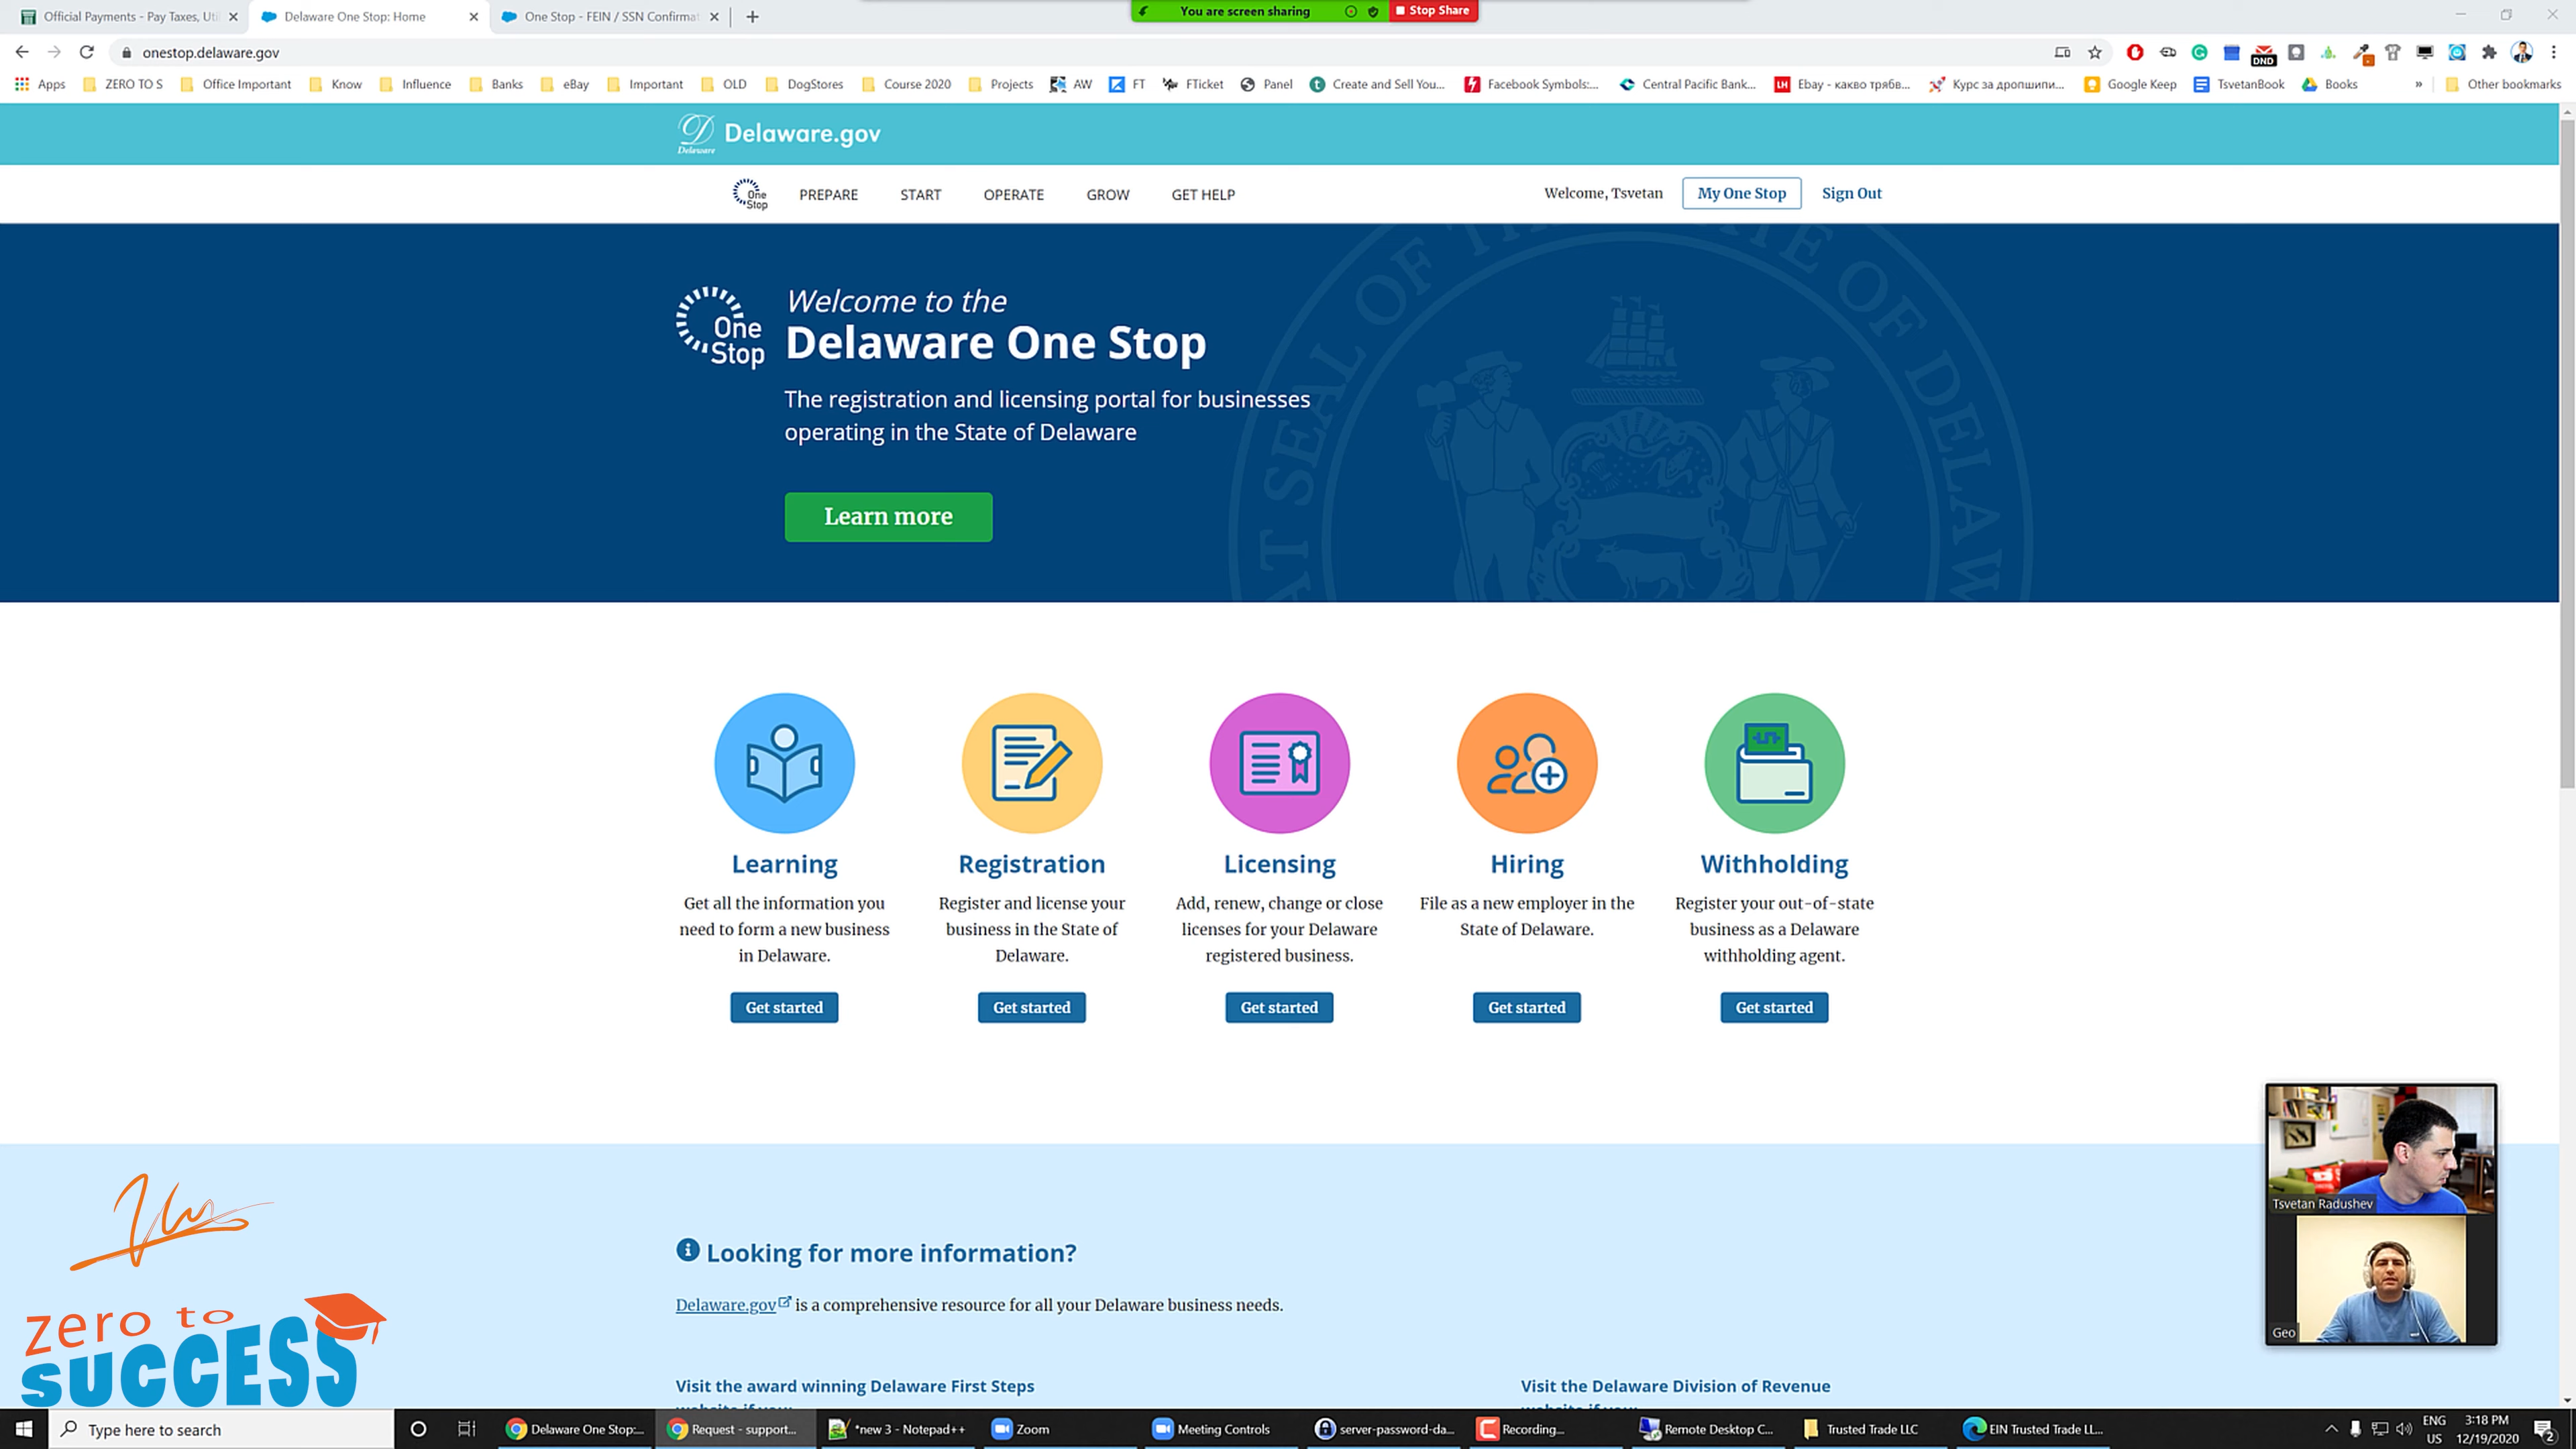 Official Payments - Pay Taxes, Uti
Delaware One Stop: Home
One Stop - FEIN / SSN Confirmat
You are screen sharing
Stop Share
onestop.delaware.gov
DND
Apps
ZERO TO S
Office Important
Know
Influence
Banks
eBay
Important
OLD
DogStores
Course 2020
Projects
AW
FT
FTicket
Panel
Create and Sell You...
Facebook Symbols:...
Central Pacific Bank...
LH
Ebay - какво трябв...
Курс за дропшипи...
Google Keep
TsvetanBook
Books
»
Other bookmarks
Delaware
Delaware.gov
One
Stop
PREPARE
START
OPERATE
GROW
GET HELP
Welcome, Tsvetan
My One Stop
Sign Out
One
Stop
Welcome to the
Delaware One Stop
The registration and licensing portal for businesses
operating in the State of Delaware
Learn more
Learning
Get all the information you
need to form a new business
in Delaware.
Get started
Registration
Register and license your
business in the State of
Delaware.
Get started
Licensing
Add, renew, change or close
licenses for your Delaware
registered business.
Get started
Hiring
File as a new employer in the
State of Delaware.
Get started
Withholding
Register your out-of-state
business as a Delaware
withholding agent.
Get started
Looking for more information?
Delaware.gov is a comprehensive resource for all your Delaware business needs.
Visit the award winning Delaware First Steps
website if you:
Visit the Delaware Division of Revenue
website if you:
Tsvetan Radushev
Geo
zero to
SUCCESS
Type here to search
Delaware One Stop:...
Request - support...
*new 3 - Notepad++
Zoom
Meeting Controls
server-password-da...
Recording...
Remote Desktop C...
Trusted Trade LLC
EIN Trusted Trade LL...
ENG
US
3:18 PM
12/19/2020
2